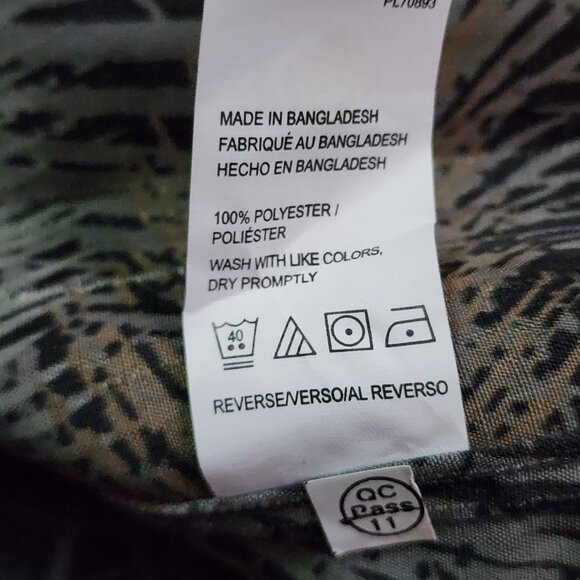 PL70893
MADE IN BANGLADESH
FABRIQUÉ AU BANGLADESH
HECHO EN BANGLADESH
100% POLYESTER /
POLIÉSTER
WASH WITH LIKE COLORS,
DRY PROMPTLY
40
REVERSE/VERSO/AL REVERSO
QC
Pass
11